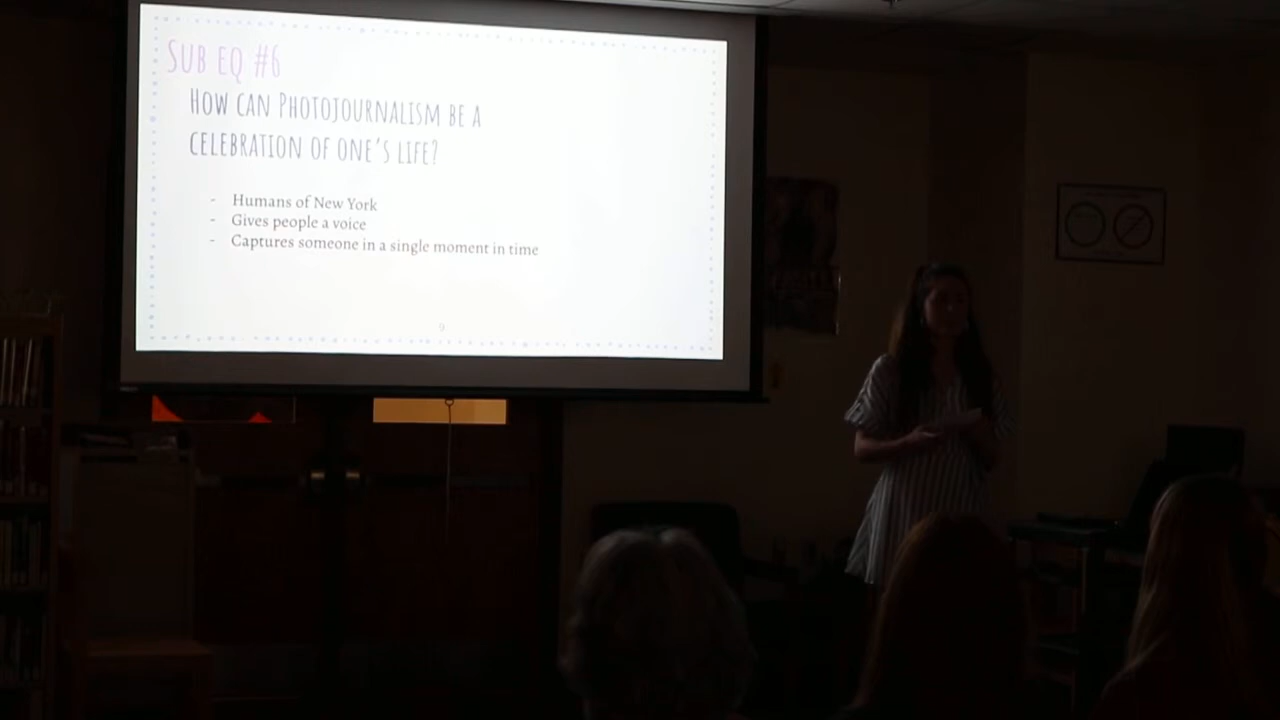 SUB EQ #6
HOW CAN PHOTOJOURNALISM BE A
CELEBRATION OF ONE'S LIFE?
- Humans of New York
- Gives people a voice
- Captures someone in a single moment in time
9